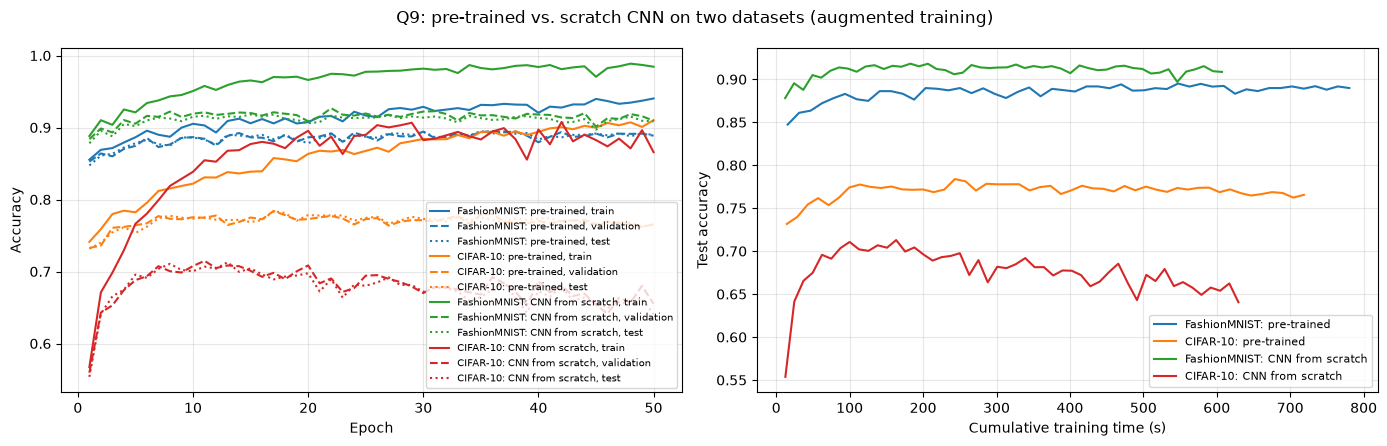 Q9: pre-trained vs. scratch CNN on two datasets (augmented training)
1.0
0.9
0.8
0.7
0.6
Accuracy
0
10
20
30
40
50
Epoch
FashionMNIST: pre-trained, train
FashionMNIST: pre-trained, validation
FashionMNIST: pre-trained, test
CIFAR-10: pre-trained, train
CIFAR-10: pre-trained, validation
CIFAR-10: pre-trained, test
FashionMNIST: CNN from scratch, train
FashionMNIST: CNN from scratch, validation
FashionMNIST: CNN from scratch, test
CIFAR-10: CNN from scratch, train
CIFAR-10: CNN from scratch, validation
CIFAR-10: CNN from scratch, test
0.90
0.85
0.80
0.75
0.70
0.65
0.60
0.55
Test accuracy
0
100
200
300
400
500
600
700
800
Cumulative training time (s)
FashionMNIST: pre-trained
CIFAR-10: pre-trained
FashionMNIST: CNN from scratch
CIFAR-10: CNN from scratch